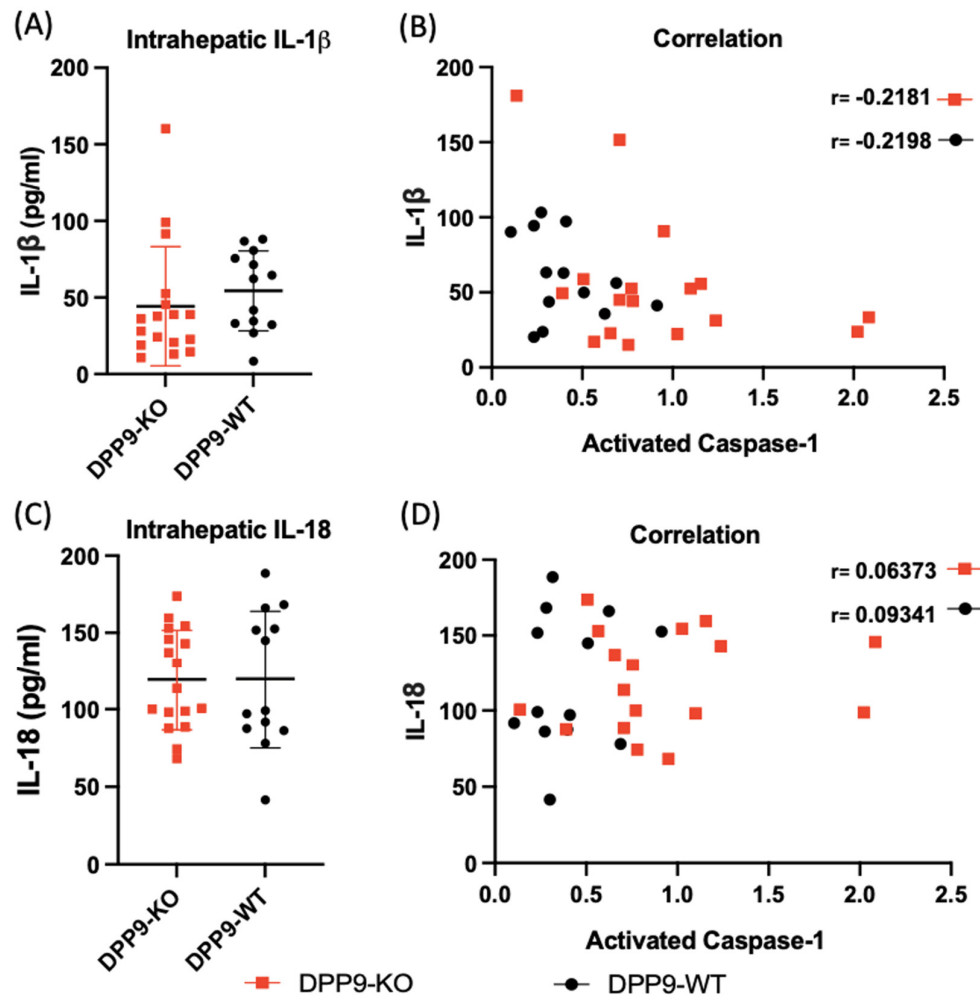 (A)
Intrahepatic IL-1β
200
150
100
50
0
IL-1β (pg/ml)
DPP9-KO
DPP9-WT
(B)
Correlation
r= -0.2181
r= -0.2198
200
150
100
50
0
IL-1β
0.0 0.5 1.0 1.5 2.0 2.5
Activated Caspase-1
(C)
Intrahepatic IL-18
200
150
100
50
0
IL-18 (pg/ml)
DPP9-KO
DPP9-WT
(D)
Correlation
r= 0.06373
r= 0.09341
200
150
100
50
0
IL-18
0.0 0.5 1.0 1.5 2.0 2.5
Activated Caspase-1
DPP9-KO DPP9-WT